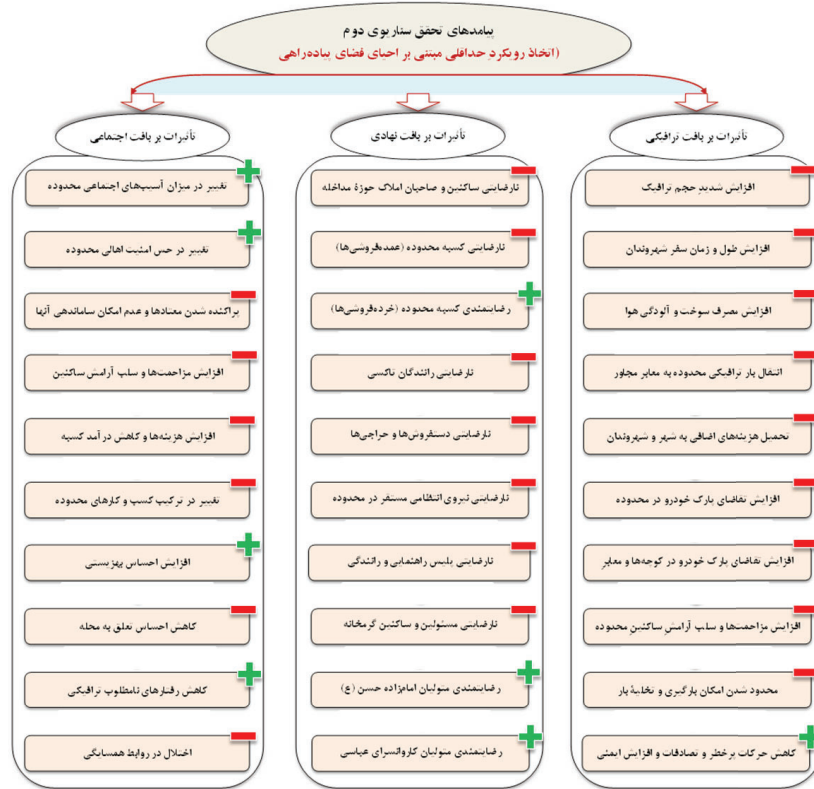 پیامدهای تحقق سناریوی دوم
(اتخاذ رویکرد حداقلی مبتنی بر احیای فضای پیاده‌راهی
تأثیرات بر بافت ترافیکی
افزایش شدید حجم ترافیک
افزایش طول و زمان سفر شهروندان
افزایش مصرف سوخت و آلودگی هوا
انتقال بار ترافیکی محدوده به معابر مجاور
تحمیل هزینه‌های اضافی به شهر و شهروندان
افزایش تقاضای پارک خودرو در محدوده
افزایش تقاضای پارک خودرو در کوچه‌ها و معابر
افزایش مزاحمت‌ها و سلب آرامش ساکنین محدوده
محدود شدن امکان بارگیری و تخلیۀ بار
کاهش حرکات پرخطر و تصادفات و افزایش ایمنی
تأثیرات بر بافت نهادی
نارضایتی ساکنین و صاحبان املاک حوزۀ مداخله
نارضایتی کسبه محدوده (عمده‌فروشی‌ها)
رضایتمندی کسبه محدوده (خرده‌فروشی‌ها)
نارضایتی رانندگان تاکسی
نارضایتی دستفروش‌ها و حراجی‌ها
نارضایتی نیروی انتظامی مستقر در محدوده
نارضایتی پلیس راهنمایی و رانندگی
نارضایتی مسئولین و ساکنین گرمخانه
رضایتمندی متولیان امامزاده حسن (ع)
رضایتمندی متولیان کاروانسرای عباسی
تأثیرات بر بافت اجتماعی
تغییر در میزان آسیب‌های اجتماعی محدوده
تغییر در حس امنیت اهالی محدوده
پراکنده شدن معتادها و عدم امکان ساماندهی آنها
افزایش مزاحمت‌ها و سلب آرامش ساکنین
افزایش هزینه‌ها و کاهش درآمد کسبه
تغییر در ترکیب کسب و کارهای محدوده
افزایش احساس بهزیستی
کاهش احساس تعلق به محله
کاهش رفتارهای نامطلوب ترافیکی
اختلال در روابط همسایگی